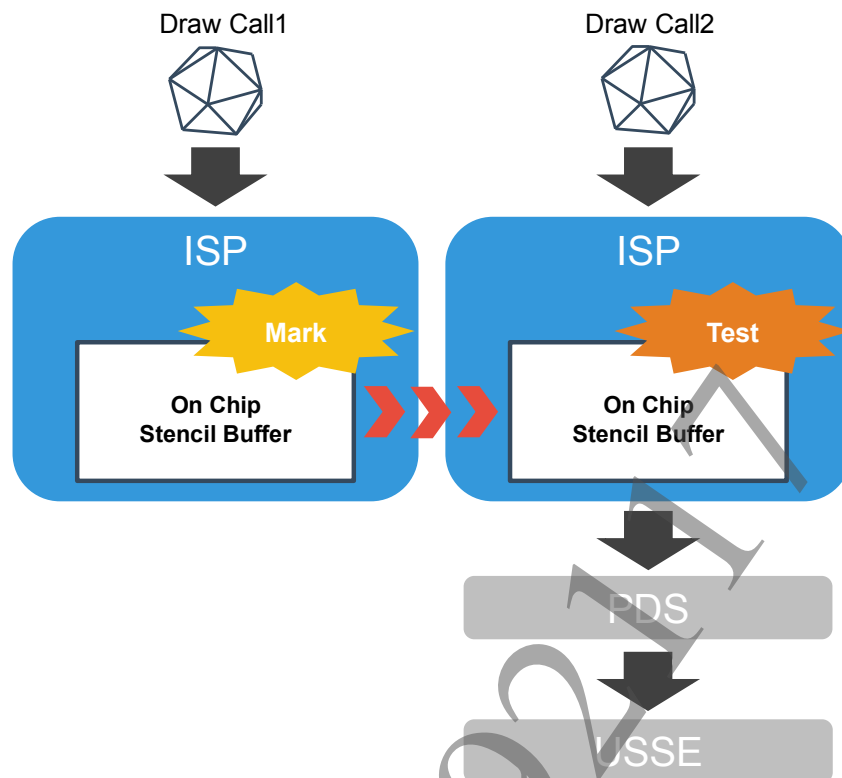 Draw Call1
Draw Call2
ISP
ISP
Mark
Test
On Chip
Stencil Buffer
On Chip
Stencil Buffer
PDS
USSE